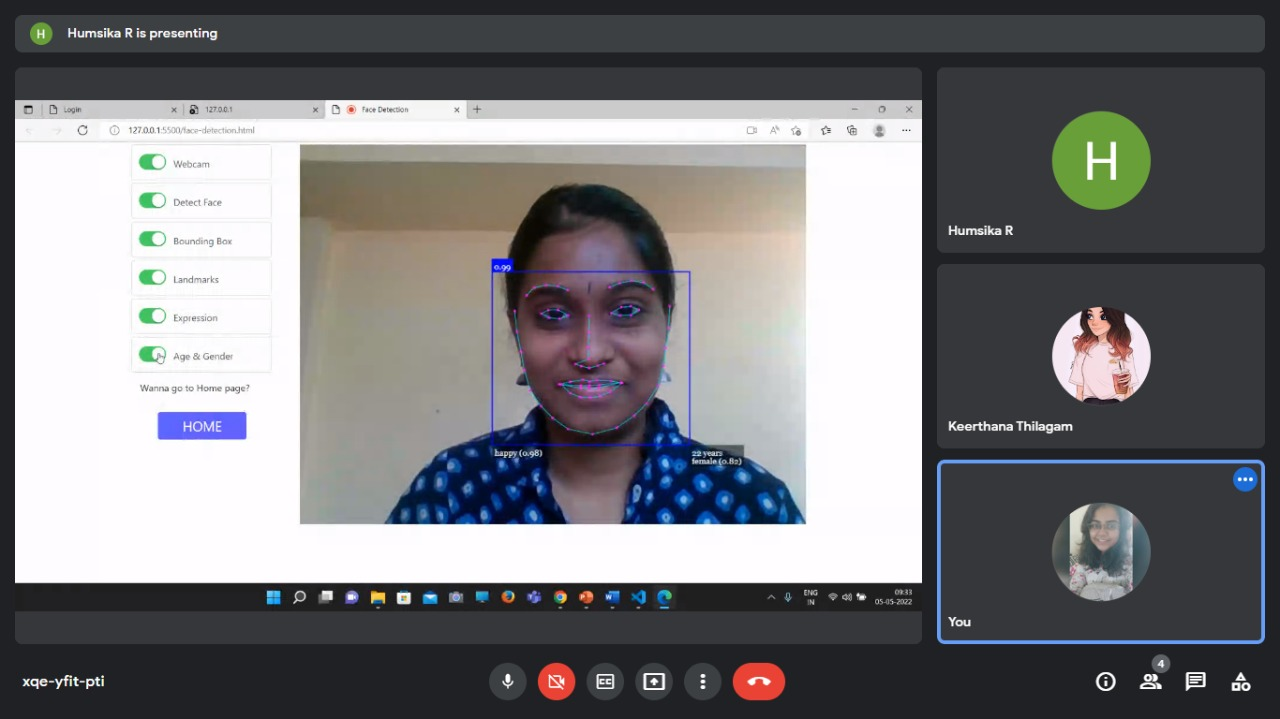 H Humsika R is presenting
Login
127.0.0.1
Face Detection
127.0.0.1:5500/face-detection.html
Webcam
Detect Face
Bounding Box
Landmarks
Expression
Age & Gender
Wanna go to Home page?
HOME
0.99
happy (0.98)
22 years
female (0.82)
ENG
IN
09:33
05-05-2022
H
Humsika R
Keerthana Thilagam
You
xqe-yfit-pti
CC
4